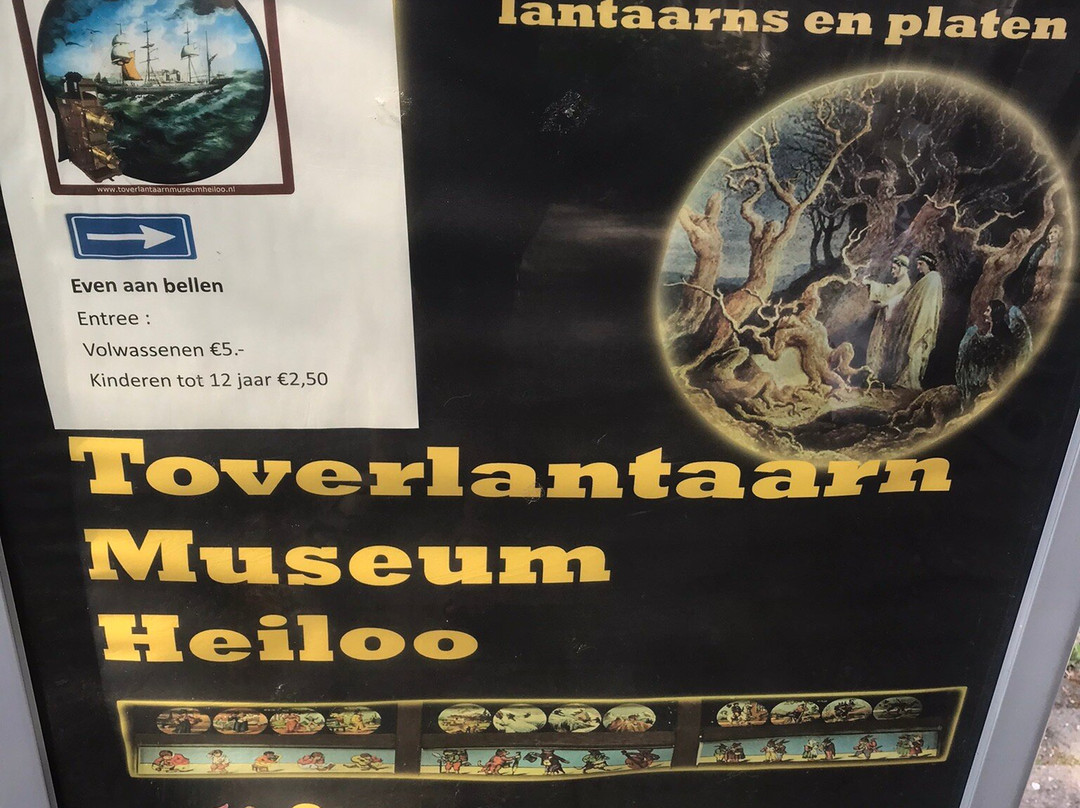 lantaarns en platen
www.toverlantaarnmuseumheiloo.nl
Even aan bellen
Entree :
Volwassenen €5.-
Kinderen tot 12 jaar €2,50
Toverlantaarn
Museum
Heiloo